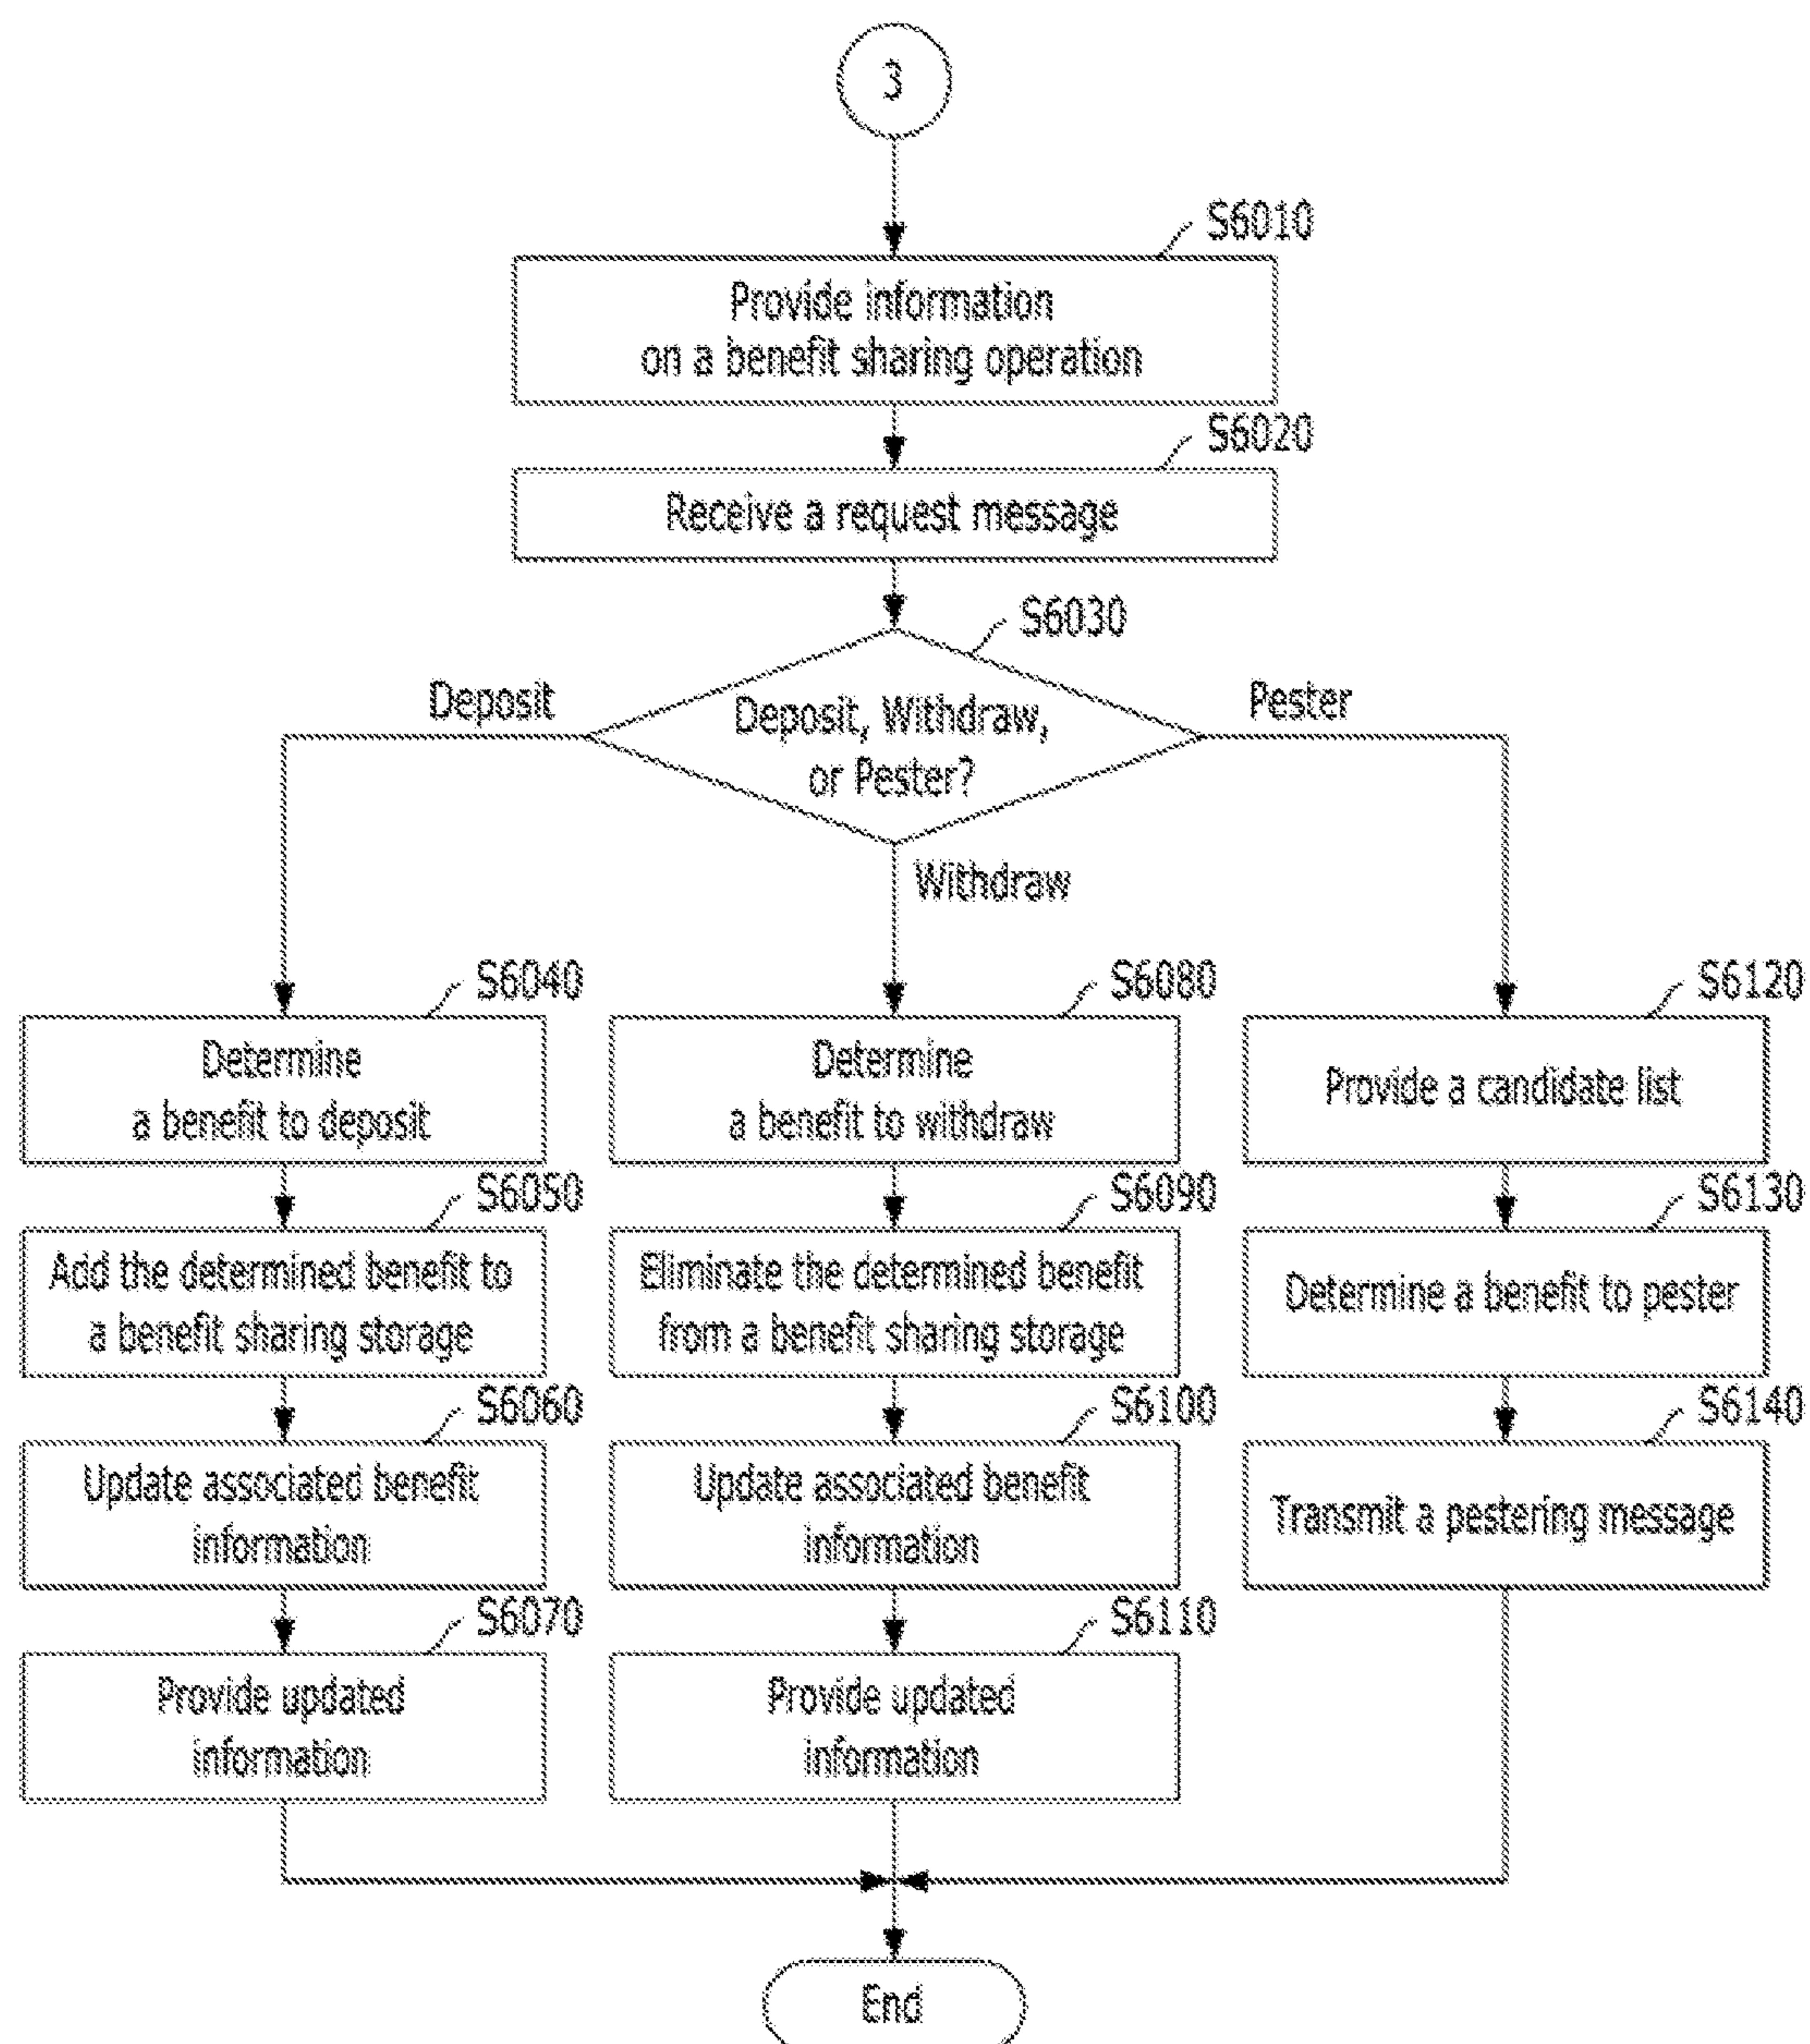 3
S6010
Provide information
on a benefit sharing operation
S6020
Receive a request message
S6030
Deposit, Withdraw,
or Pester?
Deposit
Withdraw
Pester
S6040
Determine
a benefit to deposit
S6050
Add the determined benefit to
a benefit sharing storage
S6060
Update associated benefit
information
S6070
Provide updated
information
S6080
Determine
a benefit to withdraw
S6090
Eliminate the determined benefit
from a benefit sharing storage
S6100
Update associated benefit
information
S6110
Provide updated
information
S6120
Provide a candidate list
S6130
Determine a benefit to pester
S6140
Transmit a pestering message
End